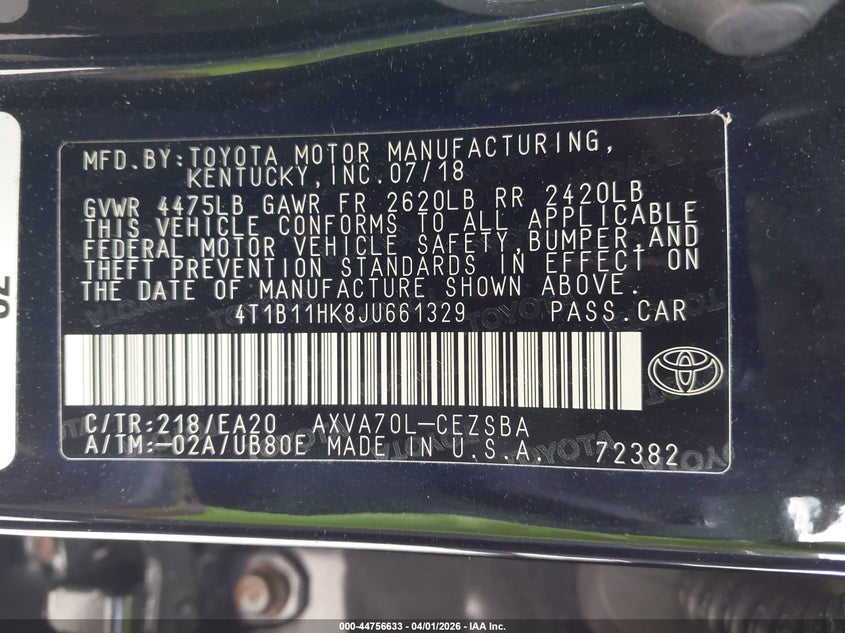 MFD.BY:TOYOTA MOTOR MANUFACTURING,
KENTUCKY,INC.07/18
GVWR 4475LB GAWR FR 2620LB RR 2420LB
THIS VEHICLE CONFORMS TO ALL APPLICABLE
FEDERAL MOTOR VEHICLE SAFETY,BUMPER,AND
THEFT PREVENTION STANDARDS IN EFFECT ON
THE DATE OF MANUFACTURE SHOWN ABOVE.
4T1B11HK8JU661329 PASS.CAR
C/TR:218/EA20 AXVA70L-CEZSBA
A/TM:-02A/UB80E MADE IN U.S.A. 72382
000-44756633 - 04/01/2026 - IAA Inc.